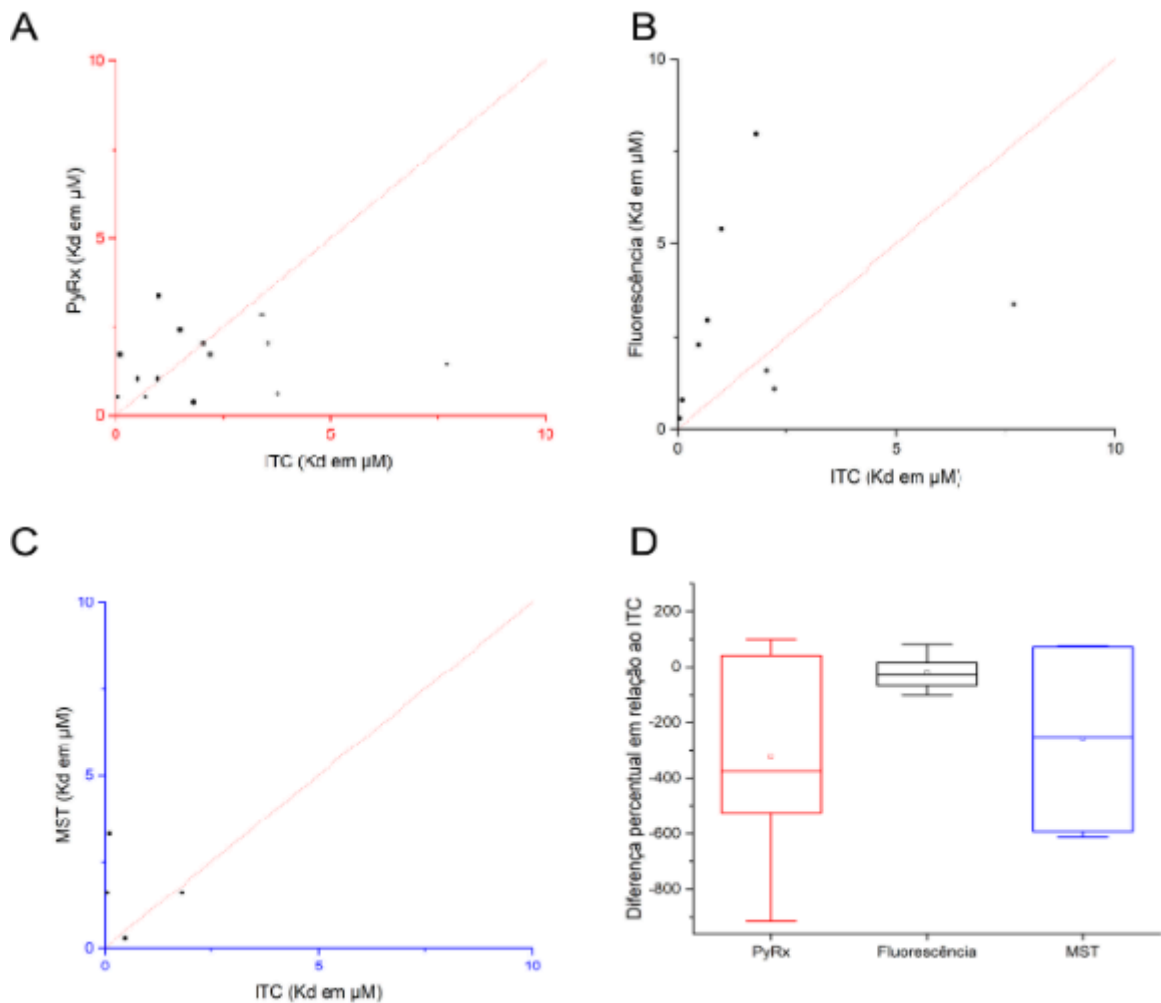 A
10
5
0
PyRx (Kd em µM)
0
5
10
ITC (Kd em µM)
B
10
5
0
Fluorescência (Kd em µM)
0
5
10
ITC (Kd em µM)
C
10
5
0
MST (Kd em µM)
0
5
10
ITC (Kd em µM)
D
200
0
-200
-400
-600
-800
Diferença percentual em relação ao ITC
PyRx
Fluorescência
MST